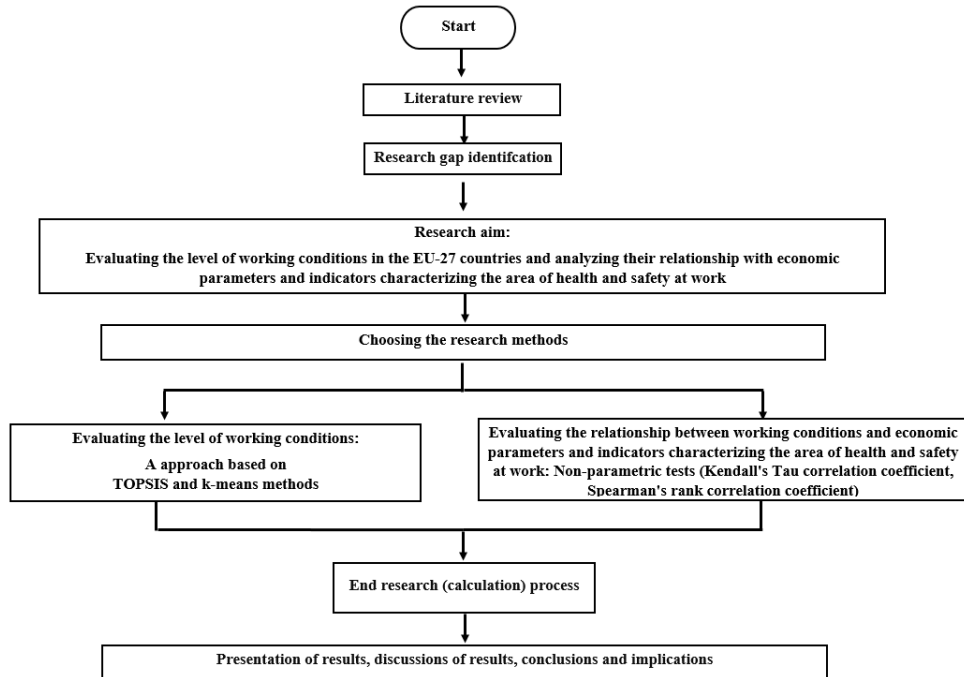 Start
Literature review
Research gap identifcation
Research aim:
Evaluating the level of working conditions in the EU-27 countries and analyzing their relationship with economic
parameters and indicators characterizing the area of health and safety at work
Choosing the research methods
Evaluating the level of working conditions:
A approach based on
TOPSIS and k-means methods
Evaluating the relationship between working conditions and economic
parameters and indicators characterizing the area of health and safety
at work: Non-parametric tests (Kendall's Tau correlation coefficient,
Spearman's rank correlation coefficient)
End research (calculation) process
Presentation of results, discussions of results, conclusions and implications